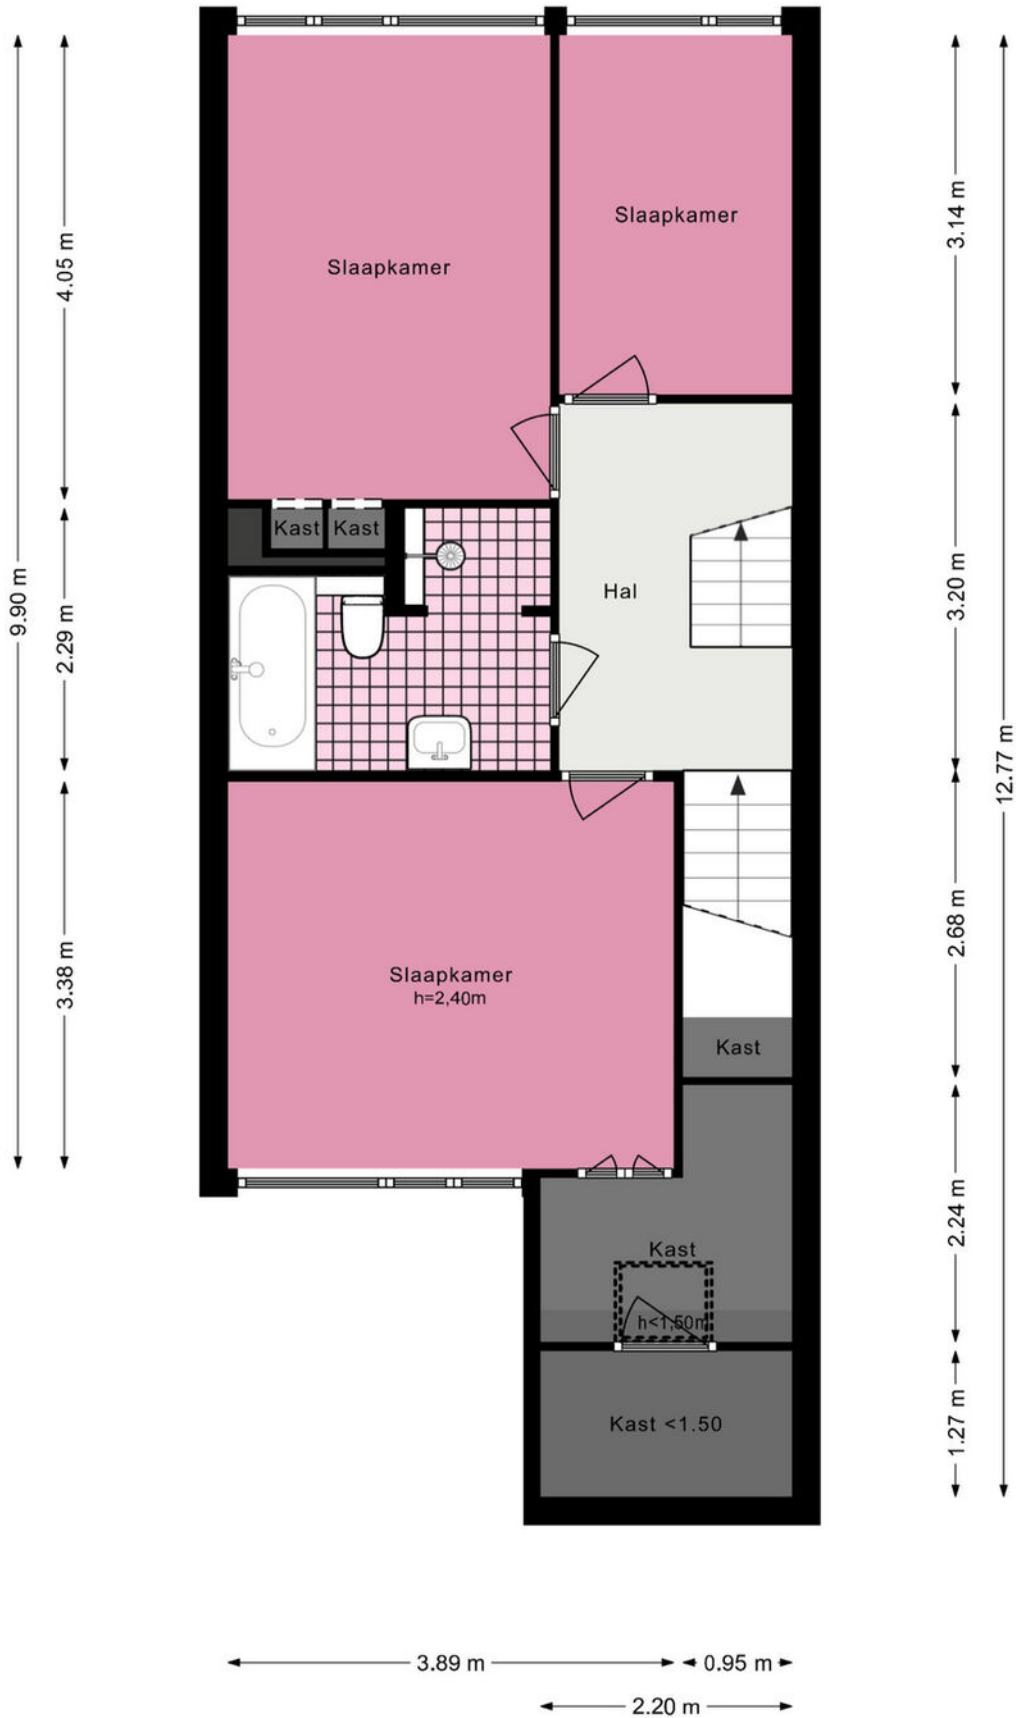 Slaapkamer
Slaapkamer
3.14 m
4.05 m
Kast
Kast
Hal
3.20 m
9.90 m
2.29 m
12.77 m
Slaapkamer
h=2,40m
3.38 m
2.68 m
Kast
Kast
2.24 m
h<1,50m
Kast <1.50
1.27 m
3.89 m
0.95 m
2.20 m